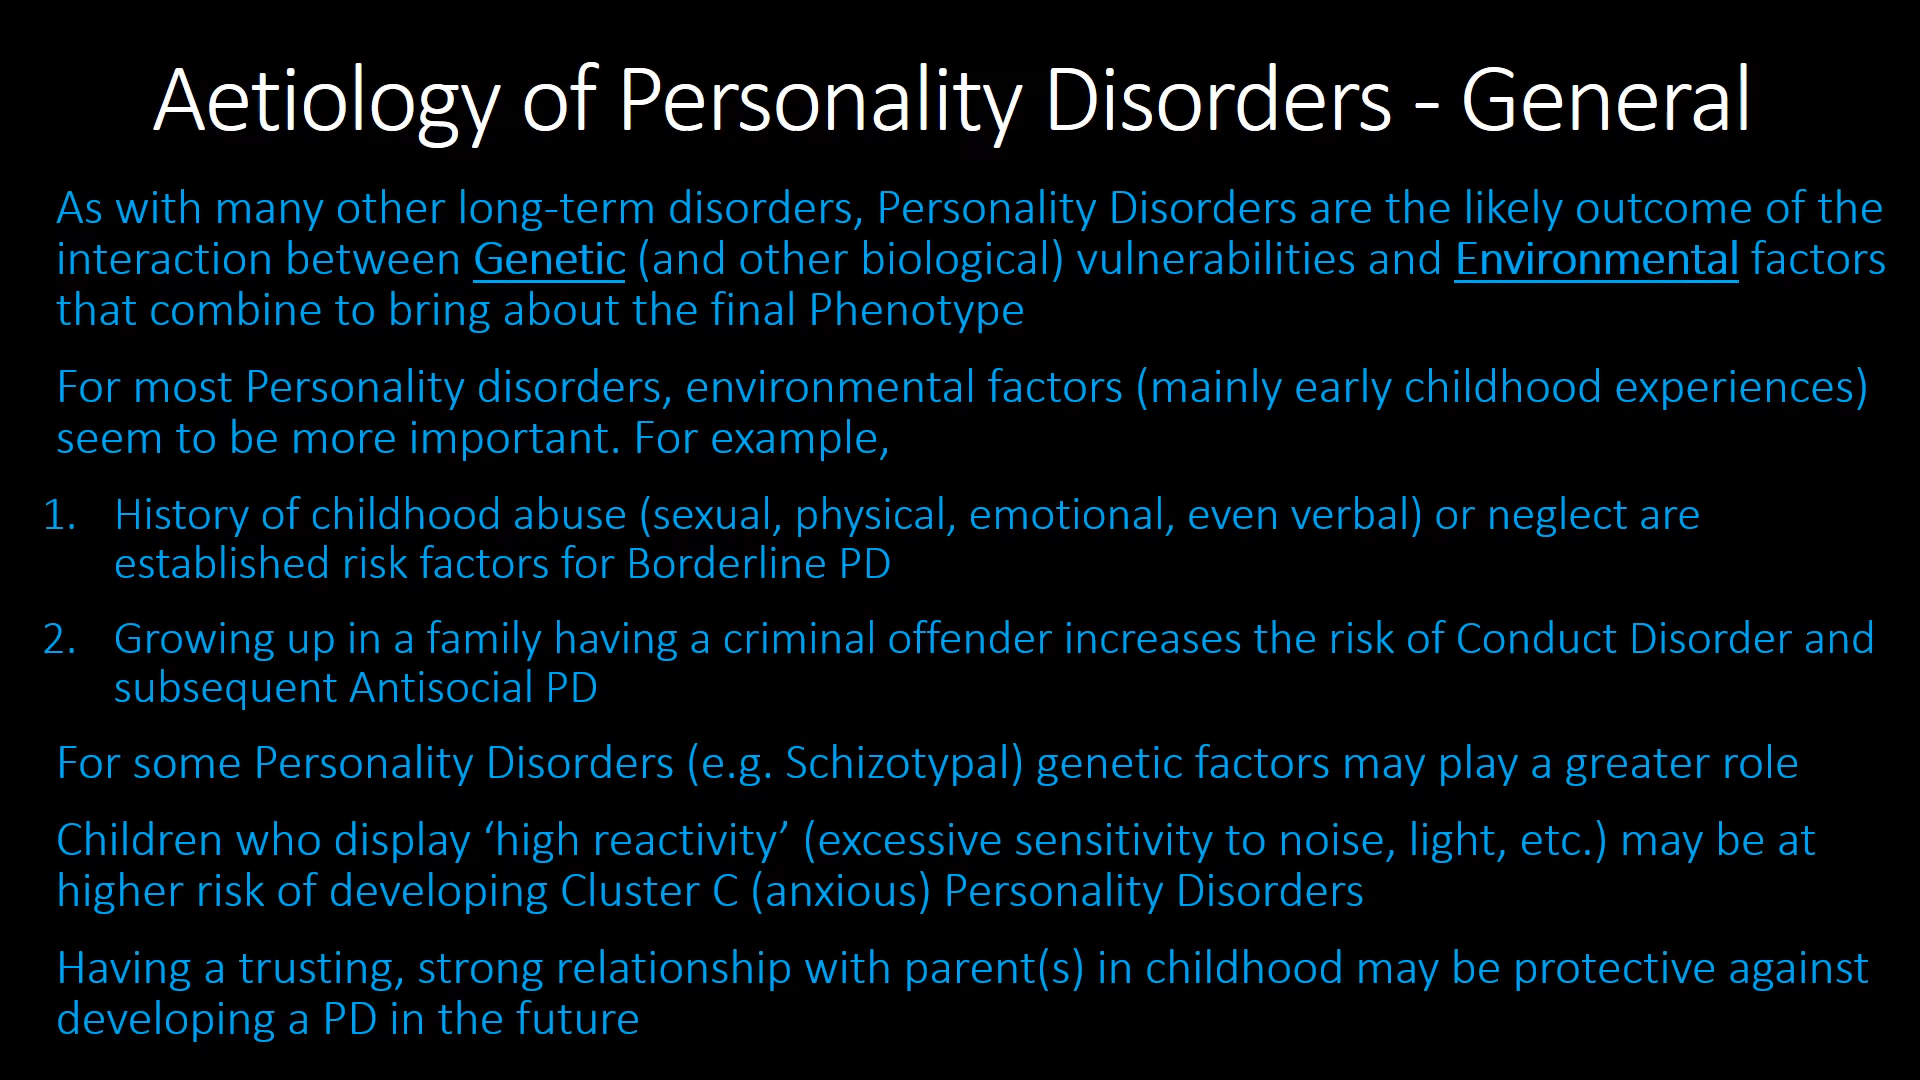 Aetiology of Personality Disorders - General
As with many other long-term disorders, Personality Disorders are the likely outcome of the
interaction between Genetic (and other biological) vulnerabilities and Environmental factors
that combine to bring about the final Phenotype
For most Personality disorders, environmental factors (mainly early childhood experiences)
seem to be more important. For example,
1. History of childhood abuse (sexual, physical, emotional, even verbal) or neglect are
established risk factors for Borderline PD
2. Growing up in a family having a criminal offender increases the risk of Conduct Disorder and
subsequent Antisocial PD
For some Personality Disorders (e.g. Schizotypal) genetic factors may play a greater role
Children who display ‘high reactivity’ (excessive sensitivity to noise, light, etc.) may be at
higher risk of developing Cluster C (anxious) Personality Disorders
Having a trusting, strong relationship with parent(s) in childhood may be protective against
developing a PD in the future